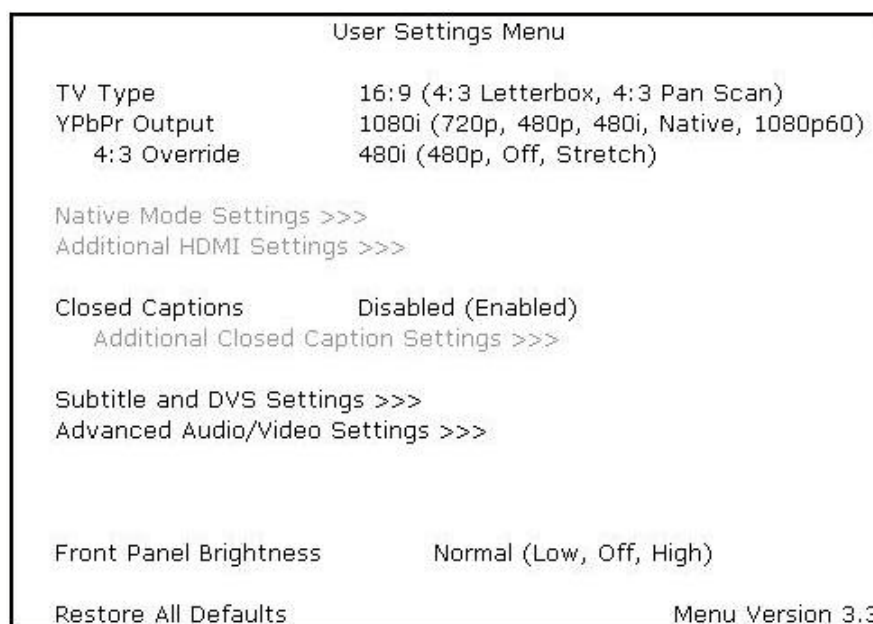 User Settings Menu
TV Type 16:9 (4:3 Letterbox, 4:3 Pan Scan)
YPbPr Output 1080i (720p, 480p, 480i, Native, 1080p60)
4:3 Override 480i (480p, Off, Stretch)
Native Mode Settings >>>
Additional HDMI Settings >>>
Closed Captions Disabled (Enabled)
Additional Closed Caption Settings >>>
Subtitle and DVS Settings >>>
Advanced Audio/Video Settings >>>
Front Panel Brightness Normal (Low, Off, High)
Restore All Defaults Menu Version 3.3